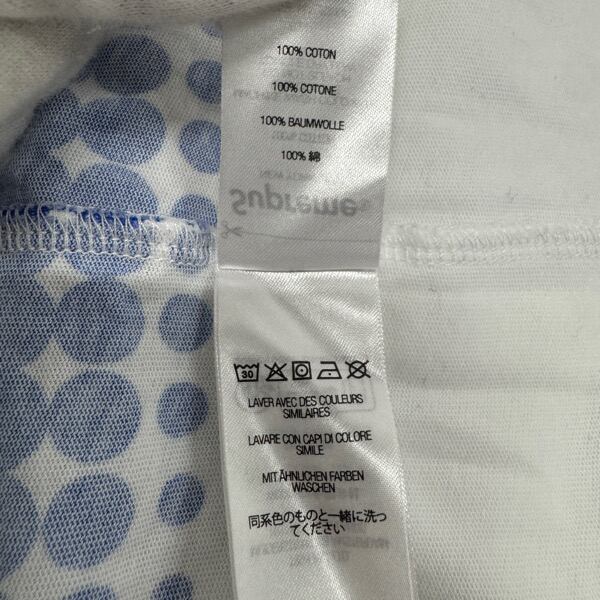 100% COTON
100% COTONE
100% BAUMWOLLE
100% 綿
Supreme
30
LAVER AVEC DES COULEURS
SIMILAIRES
LAVARE CON CAPI DI COLORE
SIMILE
MIT ÄHNLICHEN FARBEN
WASCHEN
同系色のものと一緒に洗っ
てください